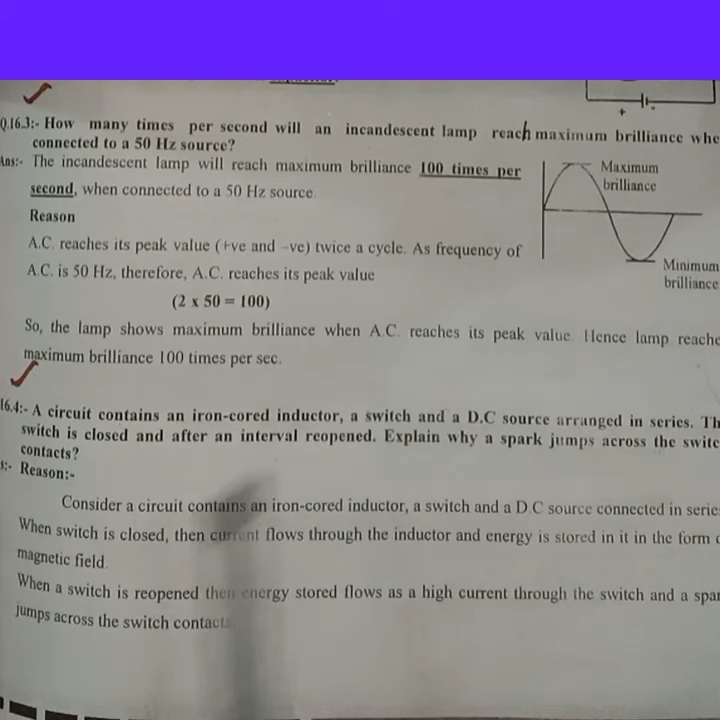 Q.16.3:- How many times per second will an incandescent lamp reach maximum brilliance whe
connected to a 50 Hz source?
Ans:- The incandescent lamp will reach maximum brilliance 100 times per
second, when connected to a 50 Hz source.
Maximum
brilliance
Reason
A.C. reaches its peak value (+ve and –ve) twice a cycle. As frequency of
A.C. is 50 Hz, therefore, A.C. reaches its peak value
Minimum
brilliance
(2 x 50 = 100)
So, the lamp shows maximum brilliance when A.C. reaches its peak value. Hence lamp reache
maximum brilliance 100 times per sec.
16.4:- A circuit contains an iron-cored inductor, a switch and a D.C source arranged in series. Th
switch is closed and after an interval reopened. Explain why a spark jumps across the switc
contacts?
s:- Reason:-
Consider a circuit contains an iron-cored inductor, a switch and a D.C source connected in serie
When switch is closed, then current flows through the inductor and energy is stored in it in the form o
magnetic field.
When a switch is reopened then energy stored flows as a high current through the switch and a spar
jumps across the switch contacts.